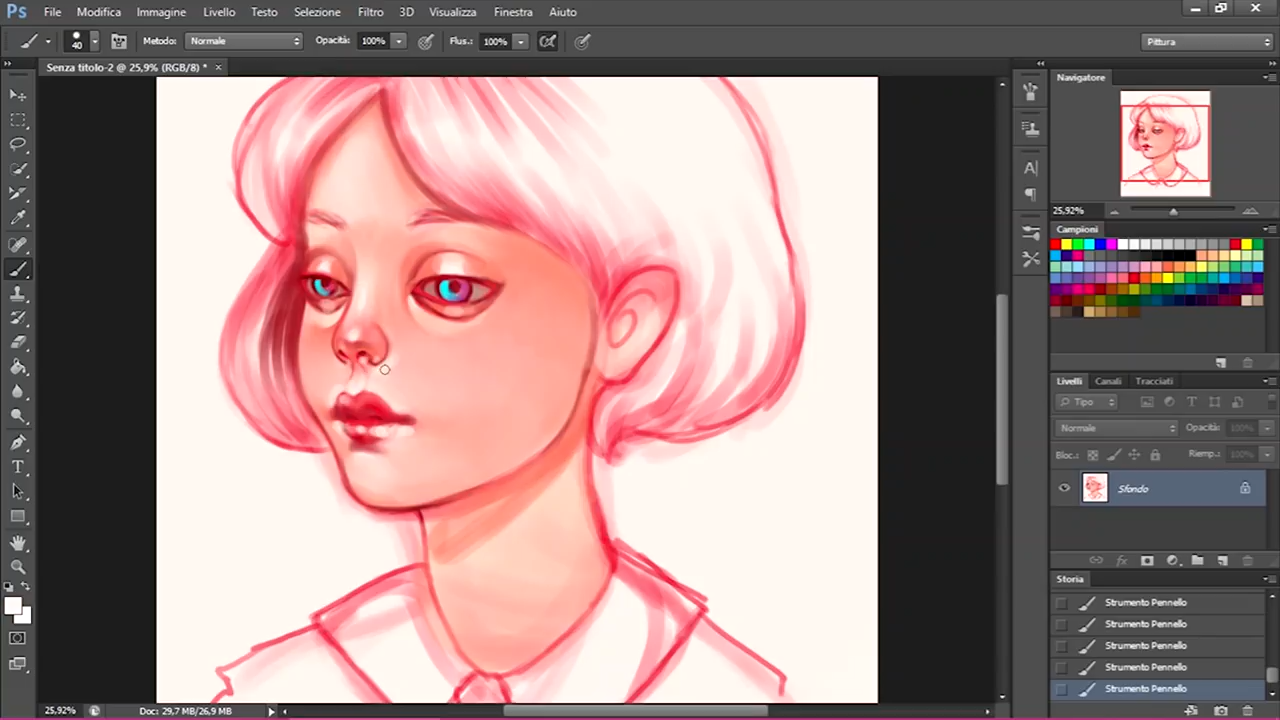 Ps File Modifica Immagine Livello Testo Selezione Filtro 3D Visualizza Finestra Aiuto
40 Metodo: Normale Opacità: 100% Flus.: 100% Pittura
Senza titolo-2 @ 25,9% (RGB/8) * ×
Navigatore
25,92%
Campioni
Livelli Canali Tracciati
Tipo
Normale Opacità: 100%
Bloc.: Riemp.: 100%
Sfondo
Storia
Strumento Pennello
Strumento Pennello
Strumento Pennello
Strumento Pennello
Strumento Pennello
25,92% Doc: 29,7 MB/26,9 MB